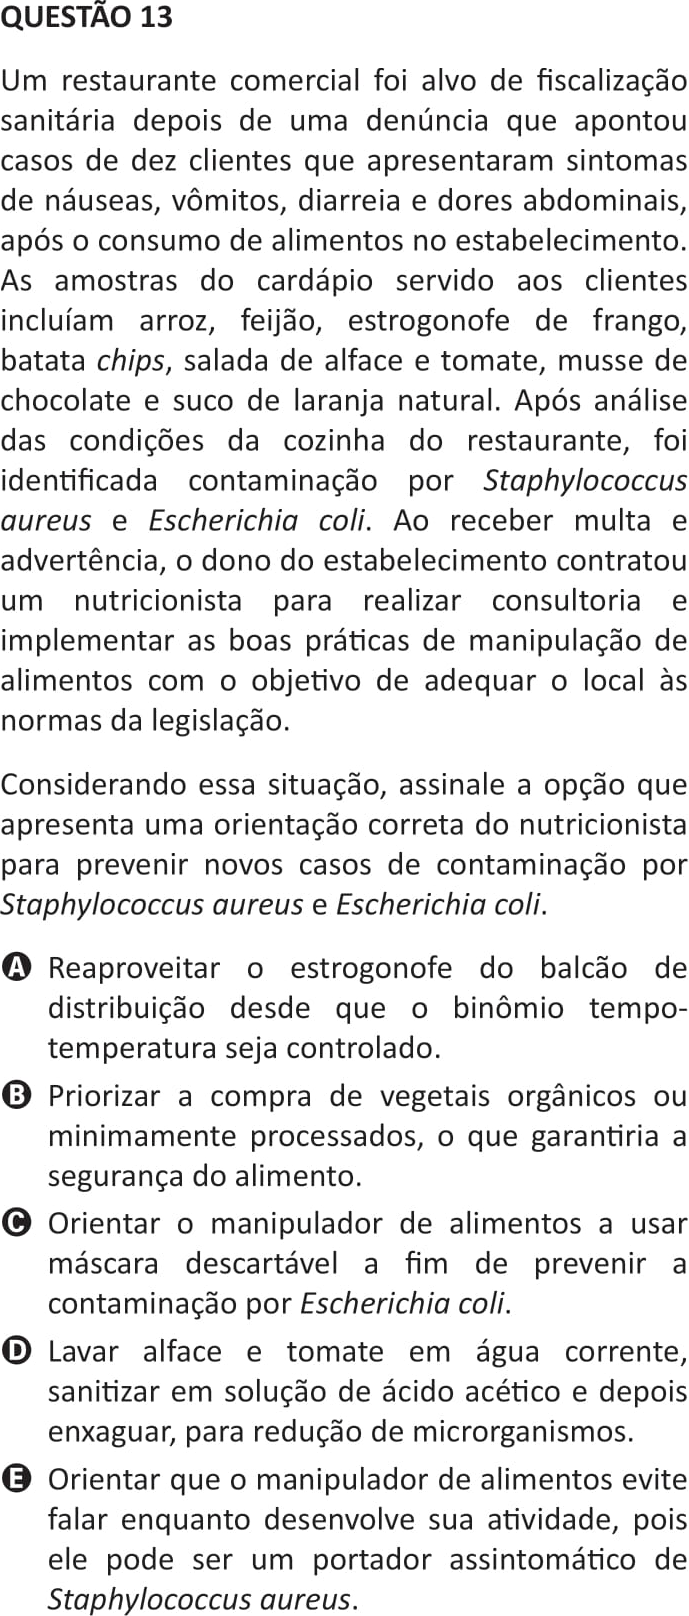 QUESTÃO 13
Um restaurante comercial foi alvo de fiscalização
sanitária depois de uma denúncia que apontou
casos de dez clientes que apresentaram sintomas
de náuseas, vômitos, diarreia e dores abdominais,
após o consumo de alimentos no estabelecimento.
As amostras do cardápio servido aos clientes
incluíam arroz, feijão, estrogonofe de frango,
batata chips, salada de alface e tomate, musse de
chocolate e suco de laranja natural. Após análise
das condições da cozinha do restaurante, foi
identificada contaminação por Staphylococcus
aureus e Escherichia coli. Ao receber multa e
advertência, o dono do estabelecimento contratou
um nutricionista para realizar consultoria e
implementar as boas práticas de manipulação de
alimentos com o objetivo de adequar o local às
normas da legislação.
Considerando essa situação, assinale a opção que
apresenta uma orientação correta do nutricionista
para prevenir novos casos de contaminação por
Staphylococcus aureus e Escherichia coli.
A Reaproveitar o estrogonofe do balcão de
distribuição desde que o binômio tempo-
temperatura seja controlado.
B Priorizar a compra de vegetais orgânicos ou
minimamente processados, o que garantiria a
segurança do alimento.
C Orientar o manipulador de alimentos a usar
máscara descartável a fim de prevenir a
contaminação por Escherichia coli.
D Lavar alface e tomate em água corrente,
sanitizar em solução de ácido acético e depois
enxaguar, para redução de microrganismos.
E Orientar que o manipulador de alimentos evite
falar enquanto desenvolve sua atividade, pois
ele pode ser um portador assintomático de
Staphylococcus aureus.